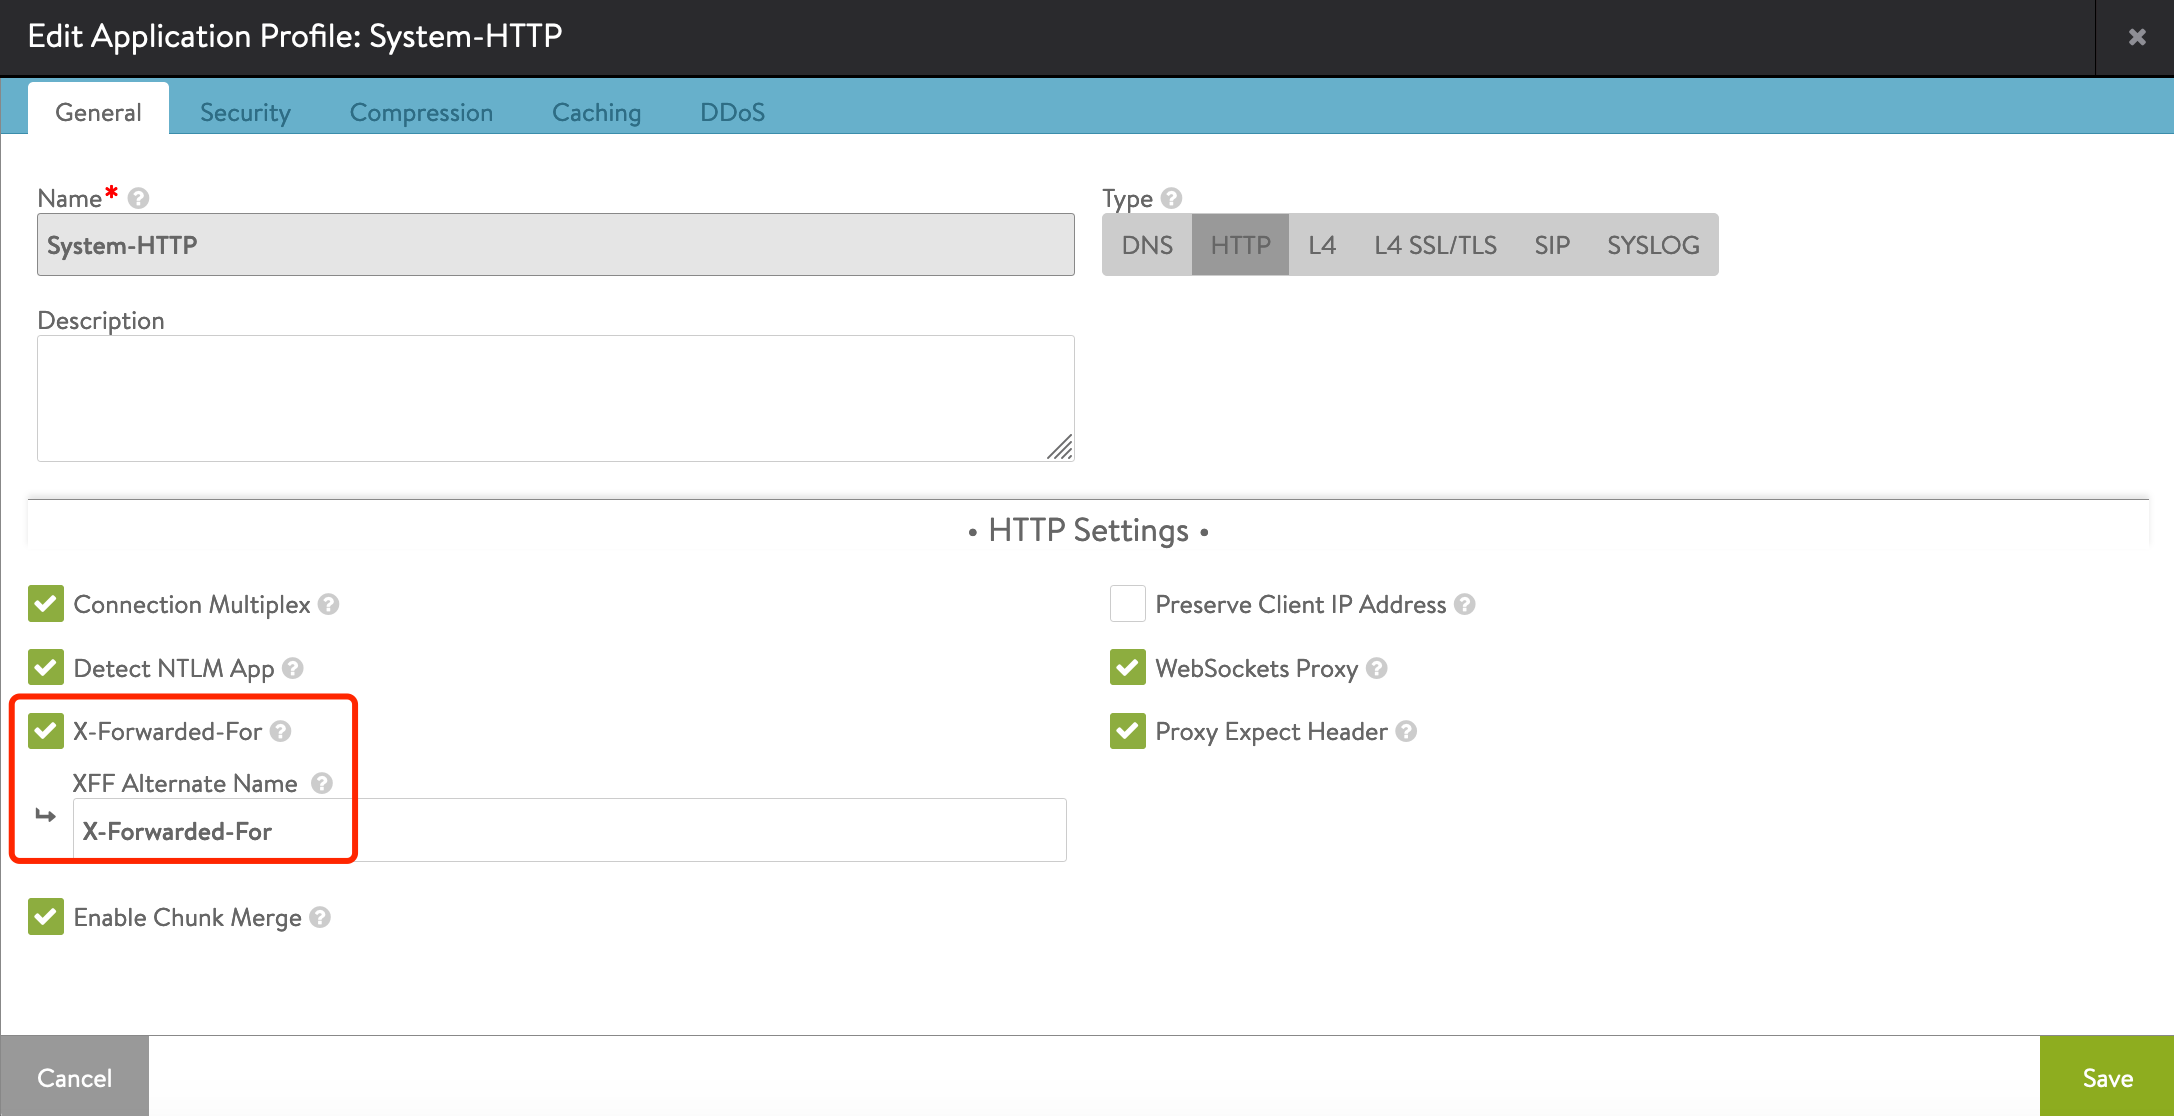 Edit Application Profile: System-HTTP
General Security Compression Caching DDoS
Name* ?
System-HTTP
Type ?
DNS HTTP L4 L4 SSL/TLS SIP SYSLOG
Description
• HTTP Settings •
Connection Multiplex ?
Preserve Client IP Address ?
Detect NTLM App ?
WebSockets Proxy ?
X-Forwarded-For ?
Proxy Expect Header ?
XFF Alternate Name ?
X-Forwarded-For
Enable Chunk Merge ?
Cancel
Save